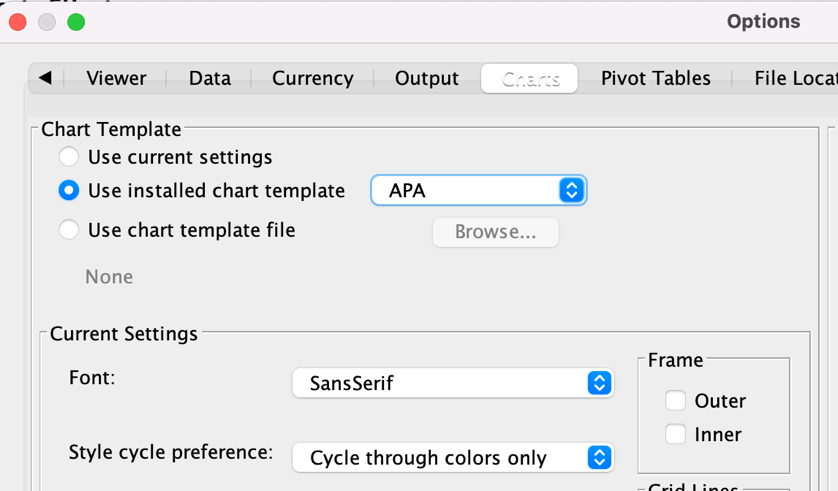 Options
Viewer Data Currency Output Charts Pivot Tables File Locat
Chart Template
Use current settings
Use installed chart template APA
Use chart template file Browse...
None
Current Settings
Font: SansSerif
Frame
Outer
Inner
Style cycle preference: Cycle through colors only
Grid Lines